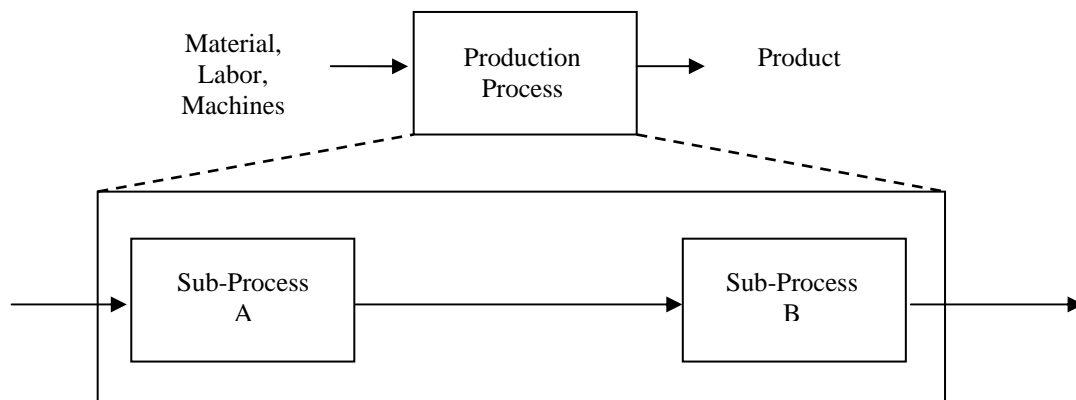 Material,
Labor,
Machines
Production
Process
Product
Sub-Process
A
Sub-Process
B